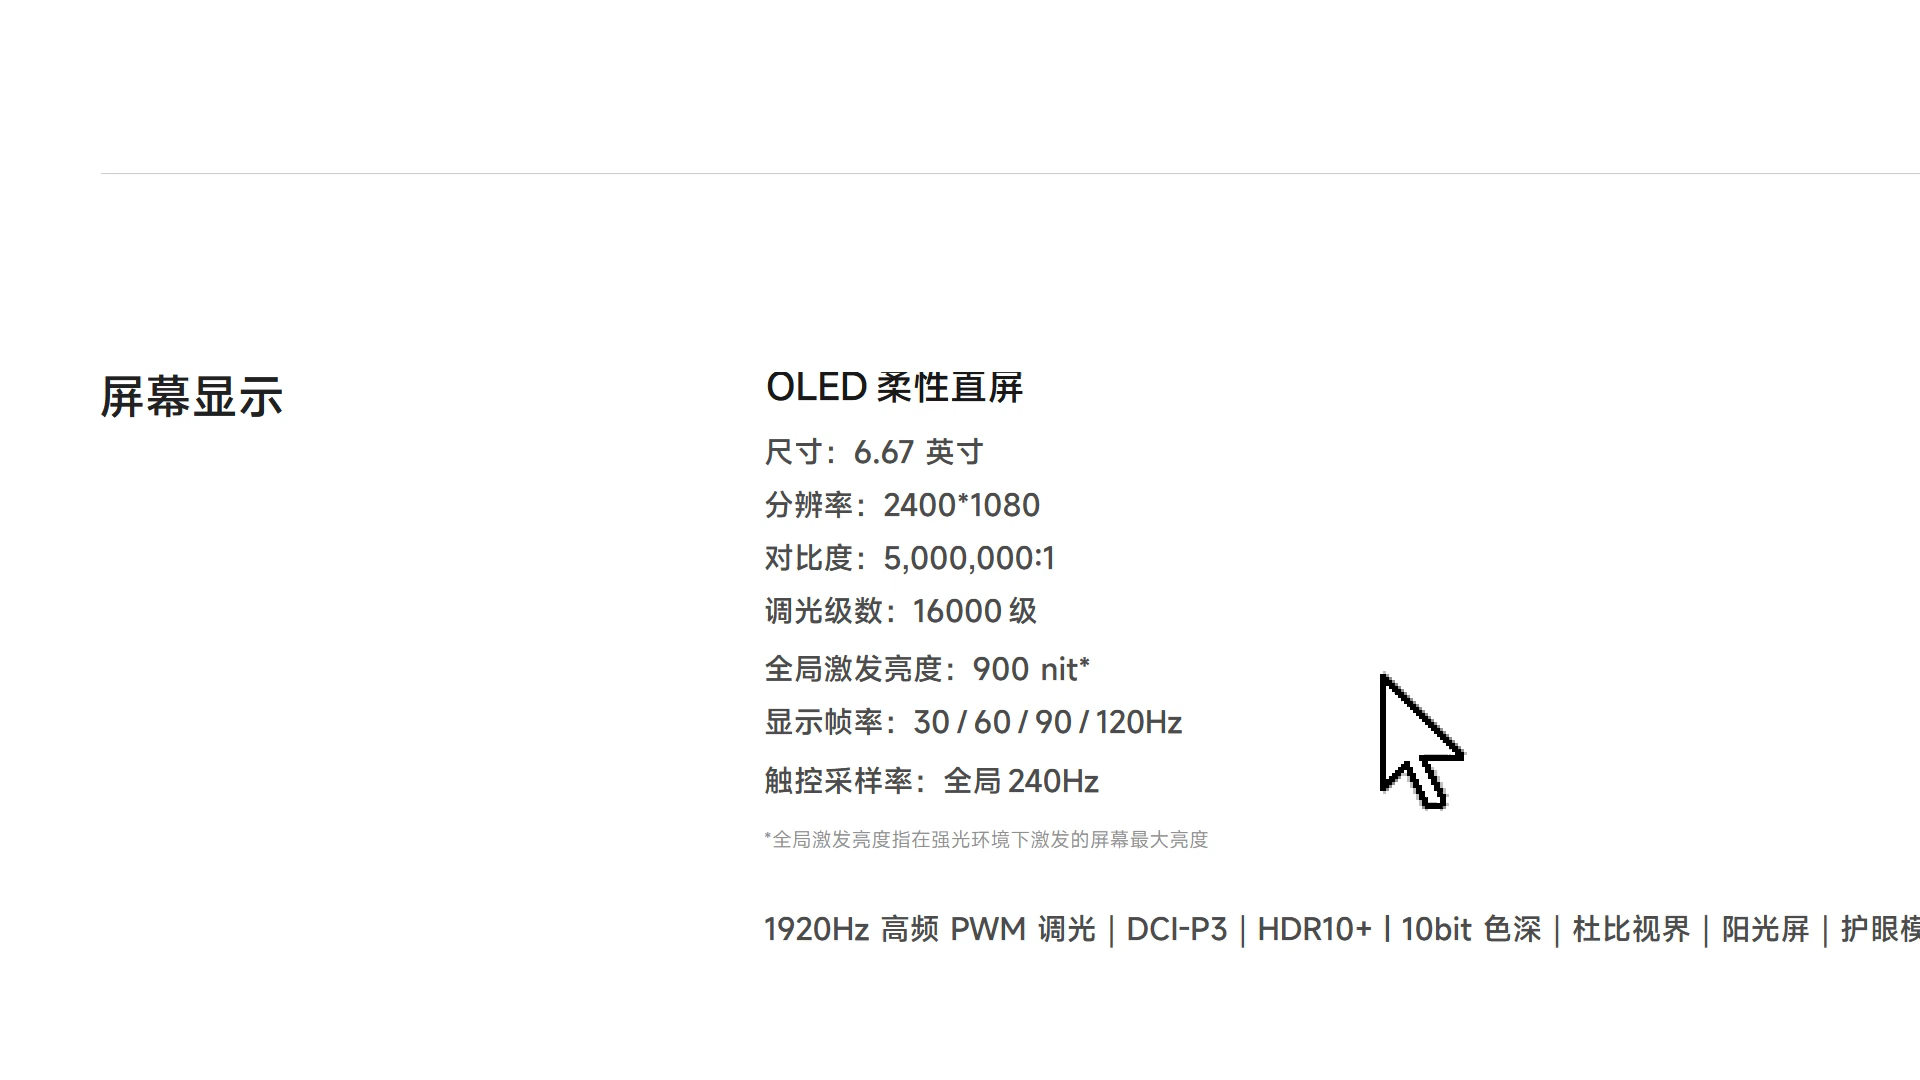 屏幕显示
OLED 柔性直屏
尺寸：6.67 英寸
分辨率：2400*1080
对比度：5,000,000:1
调光级数：16000 级
全局激发亮度：900 nit*
显示帧率：30 / 60 / 90 / 120Hz
触控采样率：全局 240Hz
*全局激发亮度指在强光环境下激发的屏幕最大亮度
1920Hz 高频 PWM 调光 | DCI-P3 | HDR10+ | 10bit 色深 | 杜比视界 | 阳光屏 | 护眼模